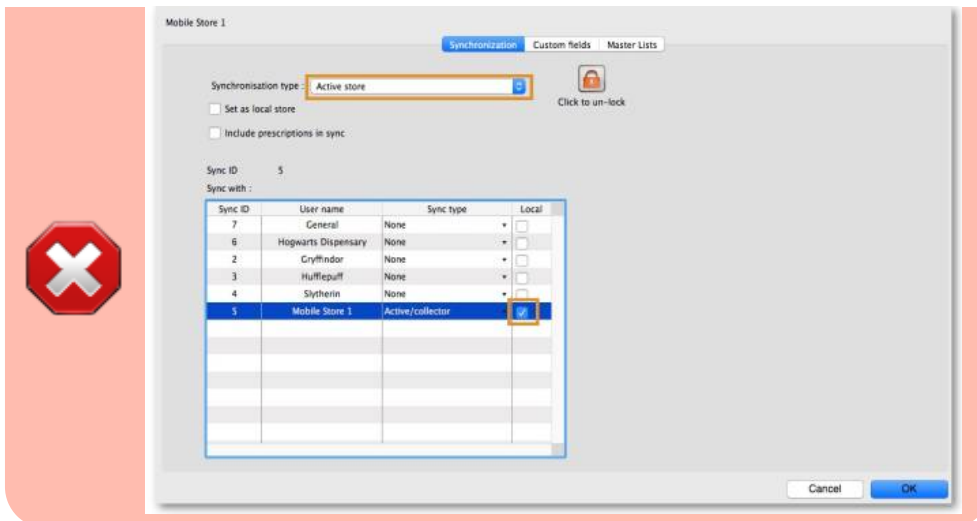 Mobile Store 1
Synchronization Custom fields Master Lists
Synchronisation type : Active store
Click to un-lock
Set as local store
Include prescriptions in sync
Sync ID 5
Sync with :
Sync ID User name Sync type Local
7 General None
6 Hogwarts Dispensary None
2 Gryffindor None
3 Hufflepuff None
4 Slytherin None
5 Mobile Store 1 Active/collector
Cancel OK